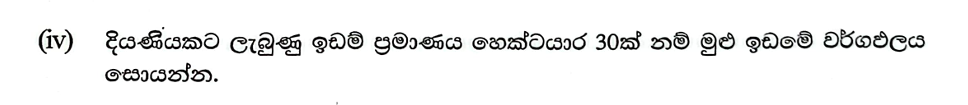 (iv) දියණියකට ලැබුණු ඉඩම් ප්‍රමාණය හෙක්ටයාර 30ක් නම් මුළු ඉඩමේ වර්ගඵලය
සොයන්න.